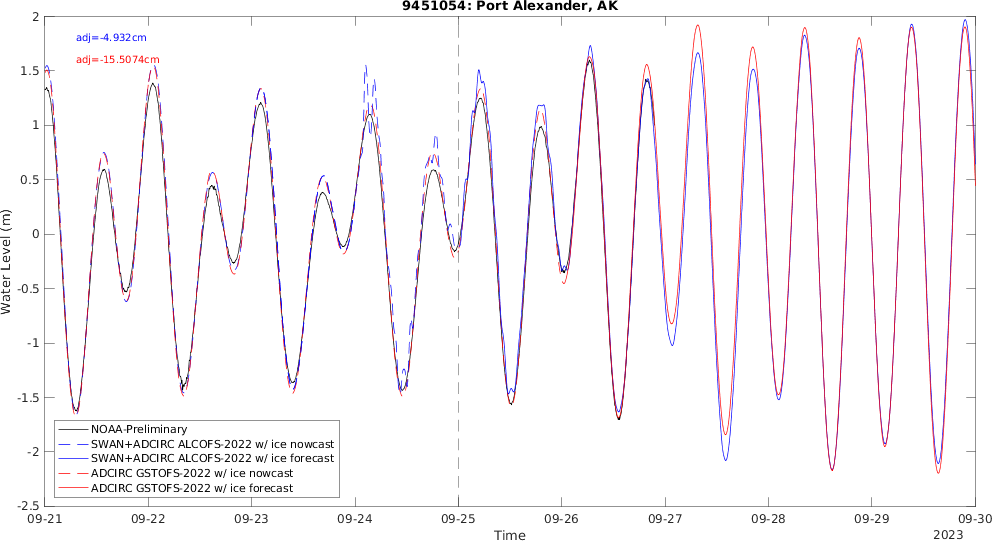 9451054: Port Alexander, AK
adj=-4.932cm
adj=-15.5074cm
2
1.5
1
0.5
0
-0.5
-1
-1.5
-2
-2.5
Water Level (m)
NOAA-Preliminary
SWAN+ADCIRC ALCOFS-2022 w/ ice nowcast
SWAN+ADCIRC ALCOFS-2022 w/ ice forecast
ADCIRC GSTOFS-2022 w/ ice nowcast
ADCIRC GSTOFS-2022 w/ ice forecast
09-21 09-22 09-23 09-24 09-25 09-26 09-27 09-28 09-29 09-30
Time
2023